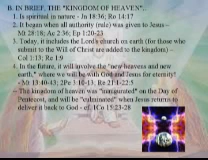 B. IN BRIEF, THE "KINGDOM OF HEAVEN"...
1. Is spiritual in nature - Jn 18:36; Ro 14:17
2. It began when all authority (rule) was given to Jesus –
Mt 28:18; Ac 2:36; Ep 1:20-23
3. Today, it includes the Lord's church on earth (for those who
submit to the Will of Christ are added to the kingdom) –
Col 1:13; Re 1:9
4. In the future, it will involve the "new heavens and new
earth," where we will be with God and Jesus for eternity!
- Mt 13:40-43; 2Pe 3:10-13; Re 21:1-22:5
– The kingdom of heaven was "inaugurated" on the Day of
Pentecost, and will be "culminated" when Jesus returns to
deliver it back to God - cf. 1Co 15:23-28